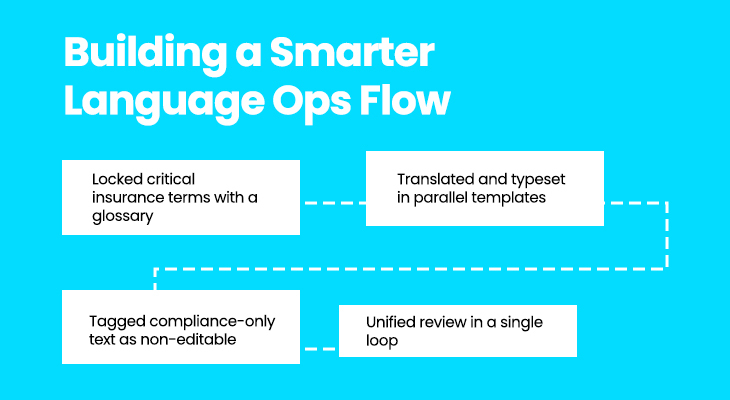 Building a Smarter
Language Ops Flow
Locked critical
insurance terms with a
glossary
Translated and typeset
in parallel templates
Tagged compliance-only
text as non-editable
Unified review in a single
loop